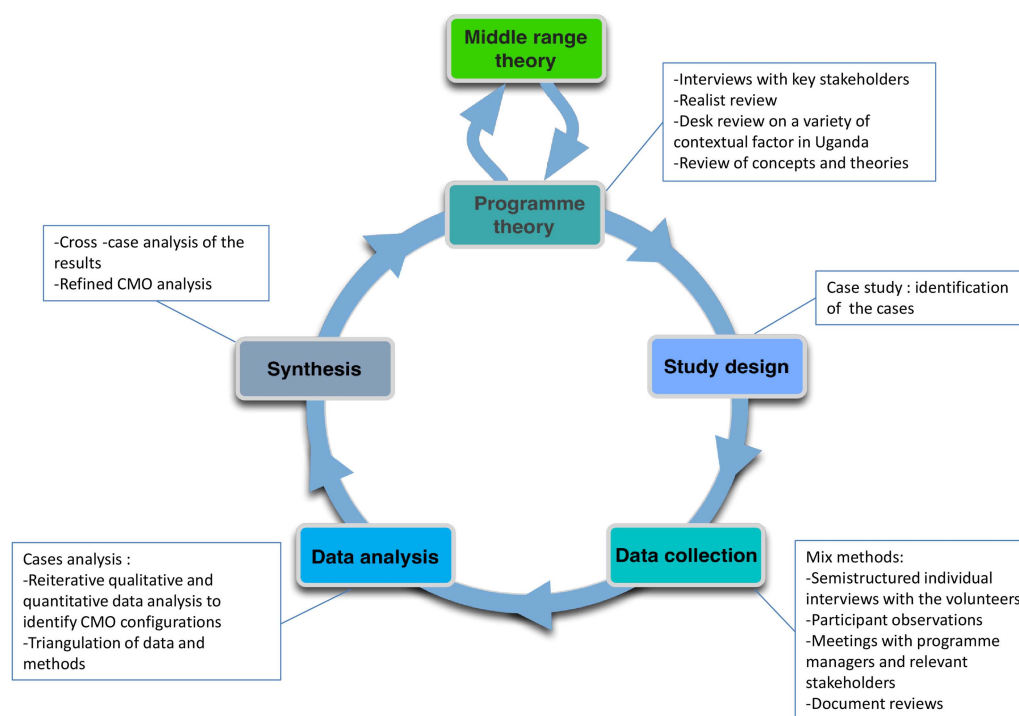 Middle range
theory
-Interviews with key stakeholders
-Realist review
-Desk review on a variety of
contextual factor in Uganda
-Review of concepts and theories
Programme
theory
-Cross -case analysis of the
results
-Refined CMO analysis
Case study : identification
of the cases
Synthesis
Study design
Data analysis
Data collection
Cases analysis :
-Reiterative qualitative and
quantitative data analysis to
identify CMO configurations
-Triangulation of data and
methods
Mix methods:
-Semistructured individual
interviews with the volunteers
-Participant observations
-Meetings with programme
managers and relevant
stakeholders
-Document reviews